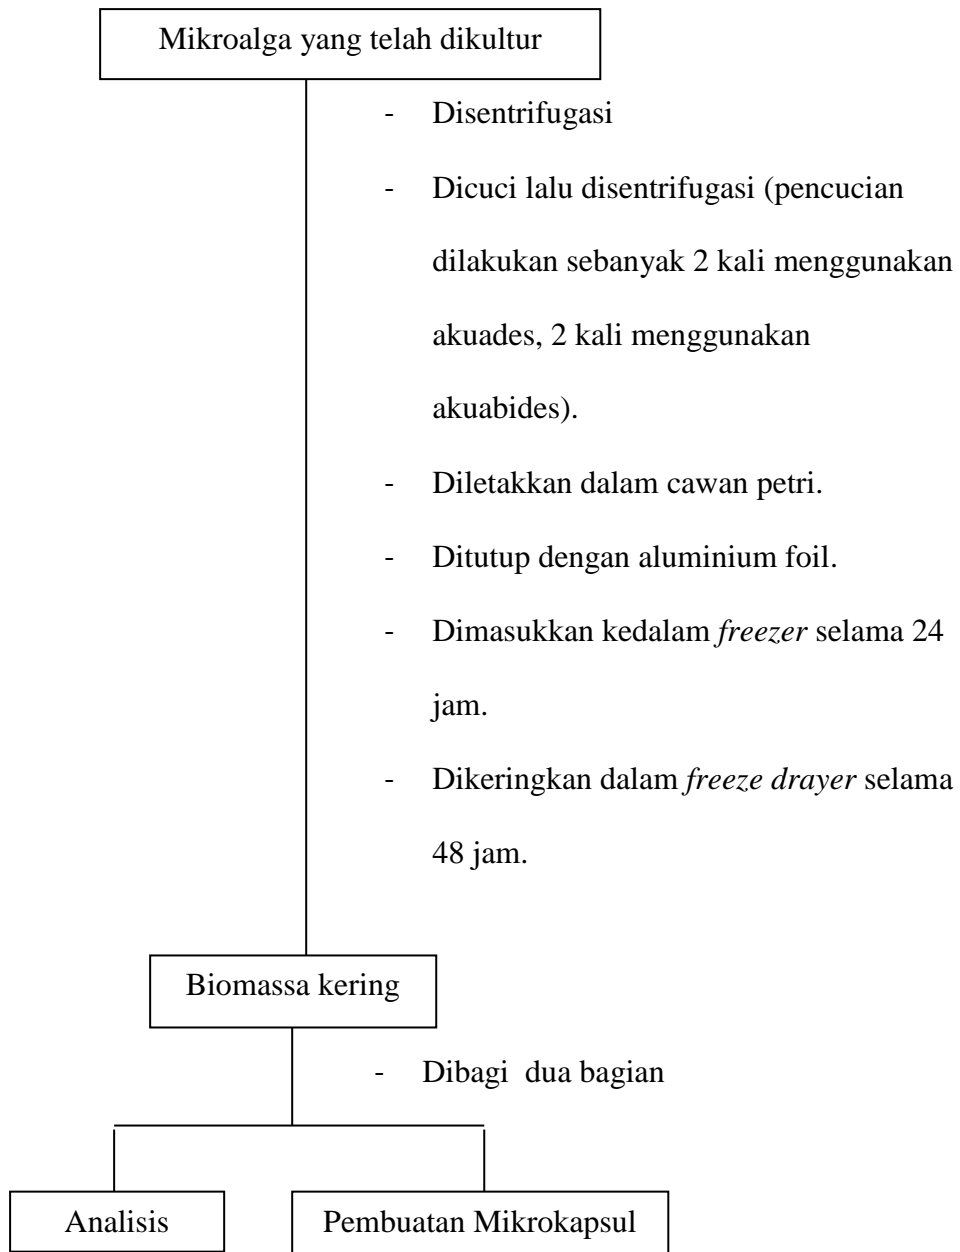 Mikroalga yang telah dikultur
- Disentrifugasi
- Dicuci lalu disentrifugasi (pencucian
dilakukan sebanyak 2 kali menggunakan
akuades, 2 kali menggunakan
akuabides).
- Diletakkan dalam cawan petri.
- Ditutup dengan aluminium foil.
- Dimasukkan kedalam freezer selama 24
jam.
- Dikeringkan dalam freeze drayer selama
48 jam.
Biomassa kering
- Dibagi dua bagian
Analisis
Pembuatan Mikrokapsul